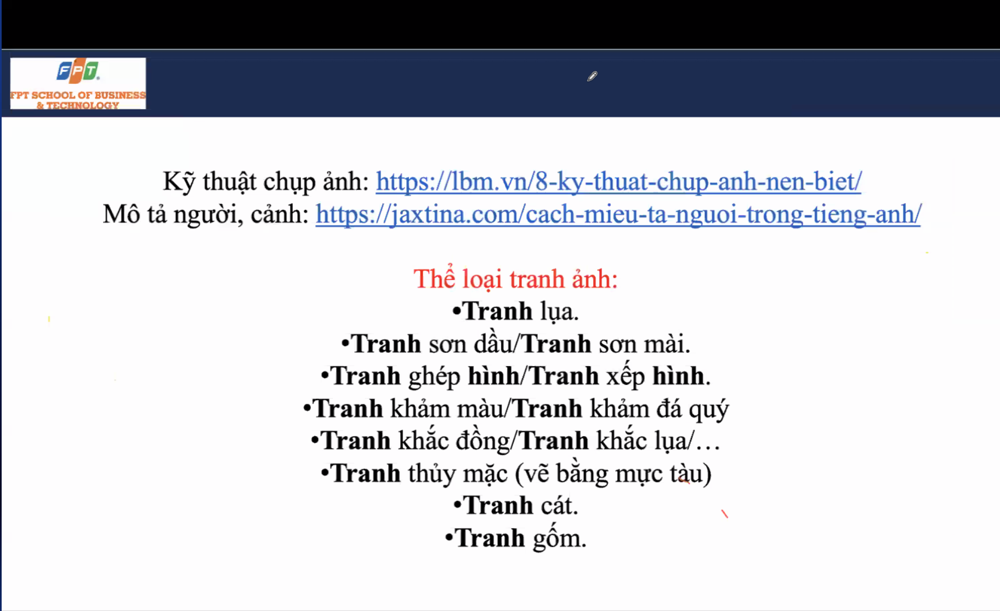 FPT
FPT SCHOOL OF BUSINESS
& TECHNOLOGY
Kỹ thuật chụp ảnh: https://lbm.vn/8-ky-thuat-chup-anh-nen-biet/
Mô tả người, cảnh: https://jaxtina.com/cach-mieu-ta-nguoi-trong-tieng-anh/
Thể loại tranh ảnh:
•Tranh lụa.
•Tranh sơn dầu/Tranh sơn mài.
•Tranh ghép hình/Tranh xếp hình.
•Tranh khảm màu/Tranh khảm đá quý
•Tranh khắc đồng/Tranh khắc lụa/…
•Tranh thủy mặc (vẽ bằng mực tàu)
•Tranh cát.
•Tranh gốm.